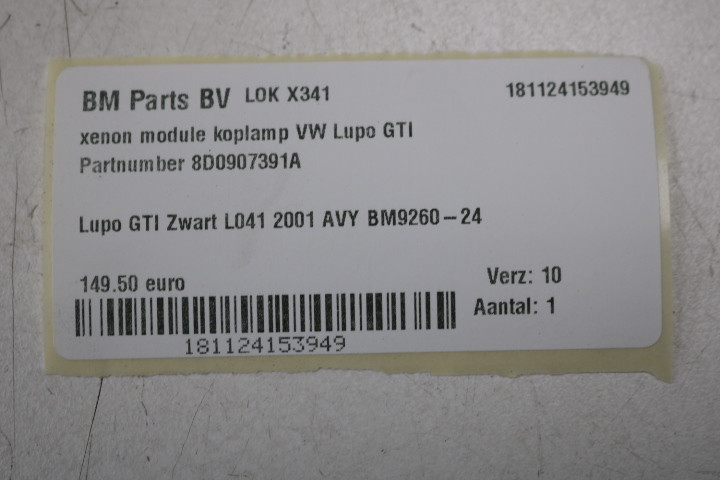 BM Parts BV LOK X341 181124153949
xenon module koplamp VW Lupo GTI
Partnumber 8D0907391A
Lupo GTI Zwart L041 2001 AVY BM9260-24
149.50 euro Verz: 10
Aantal: 1
181124153949